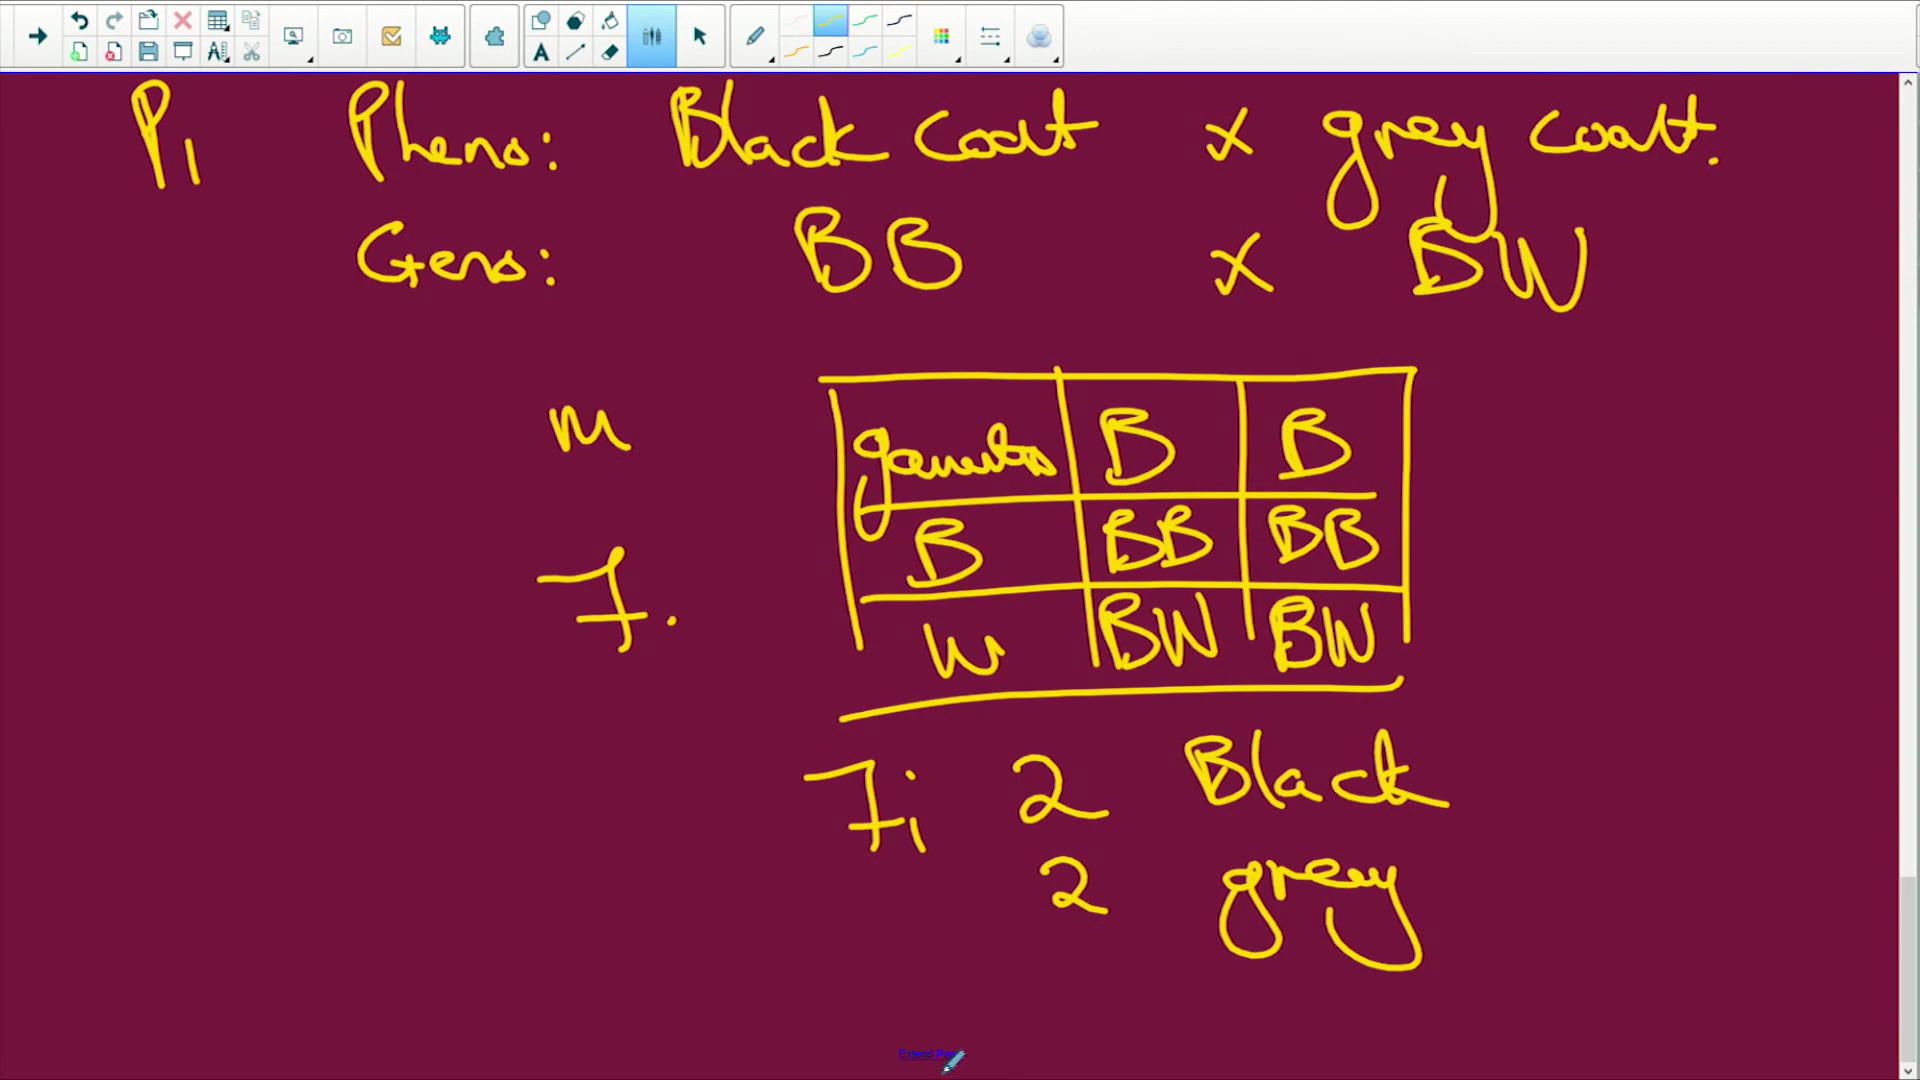 P1 Pheno: Black coat x grey coat.
Geno: BB x BW
m
gametes B B
B BB BB
F.
W BW BW
F1 2 Black
2 grey